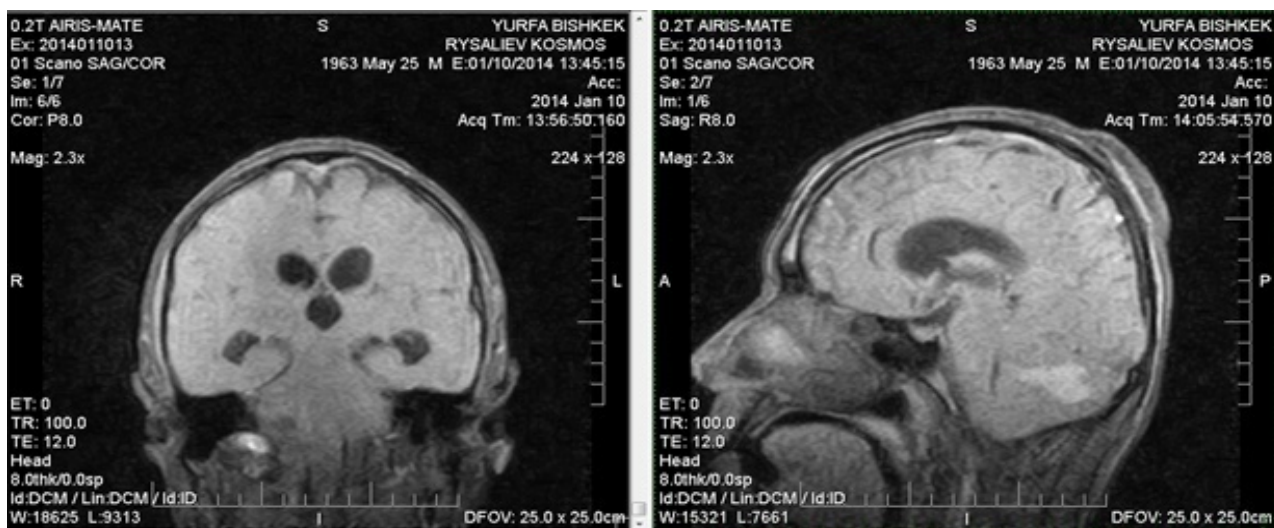 0.2T AIRIS-MATE S YURFA BISHKEK
Ex: 2014011013 RYSALIEV KOSMOS
01 Scano SAG/COR 1963 May 25 M E:01/10/2014 13:45:15
Se: 1/7 Acc:
Im: 6/6 2014 Jan 10
Cor: P8.0 Acq Tm: 13:56:50.160
Mag: 2.3x 224 x 128
R L
ET: 0
TR: 100.0
TE: 12.0
Head
8.0thk/0.0sp
Id:DCM / Lin:DCM / Id:ID
W:18625 L:9313 I DFOV: 25.0 x 25.0cm
0.2T AIRIS-MATE S YURFA BISHKEK
Ex: 2014011013 RYSALIEV KOSMOS
01 Scano SAG/COR 1963 May 25 M E:01/10/2014 13:45:15
Se: 2/7 Acc:
Im: 1/6 2014 Jan 10
Sag: R8.0 Acq Tm: 14:05:54.570
Mag: 2.3x 224 x 128
A P
ET: 0
TR: 100.0
TE: 12.0
Head
8.0thk/0.0sp
Id:DCM / Lin:DCM / Id:ID
W:15321 L:7661 I DFOV: 25.0 x 25.0cm